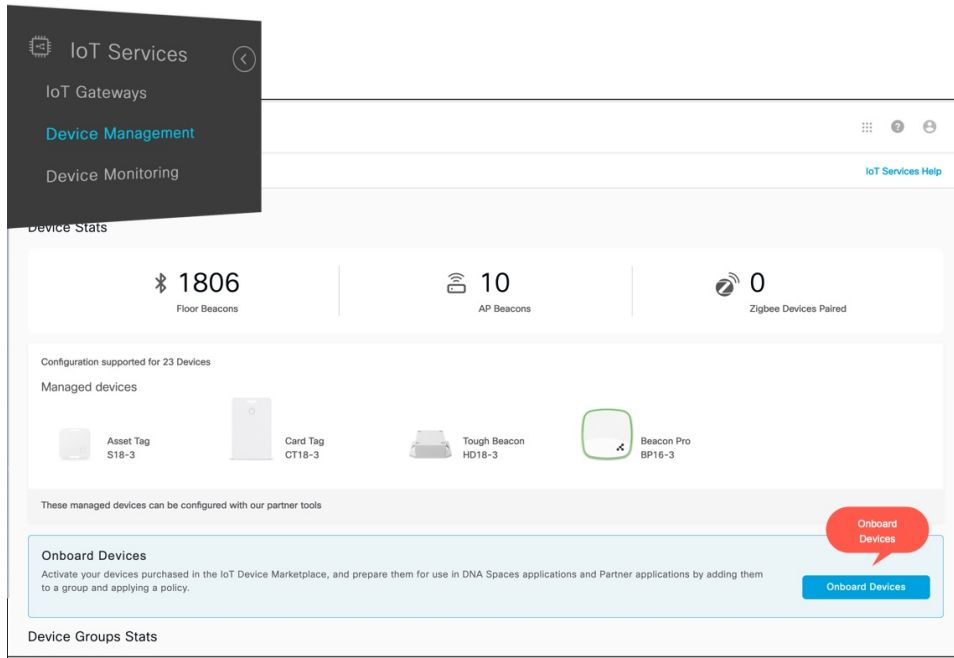 IoT Services
IoT Gateways
Device Management
Device Monitoring
IoT Services Help
Device Stats
1806
Floor Beacons
10
AP Beacons
0
Zigbee Devices Paired
Configuration supported for 23 Devices
Managed devices
Asset Tag
S18-3
Card Tag
CT18-3
Tough Beacon
HD18-3
Beacon Pro
BP16-3
These managed devices can be configured with our partner tools
Onboard
Devices
Onboard Devices
Activate your devices purchased in the IoT Device Marketplace, and prepare them for use in DNA Spaces applications and Partner applications by adding them
to a group and applying a policy.
Onboard Devices
Device Groups Stats